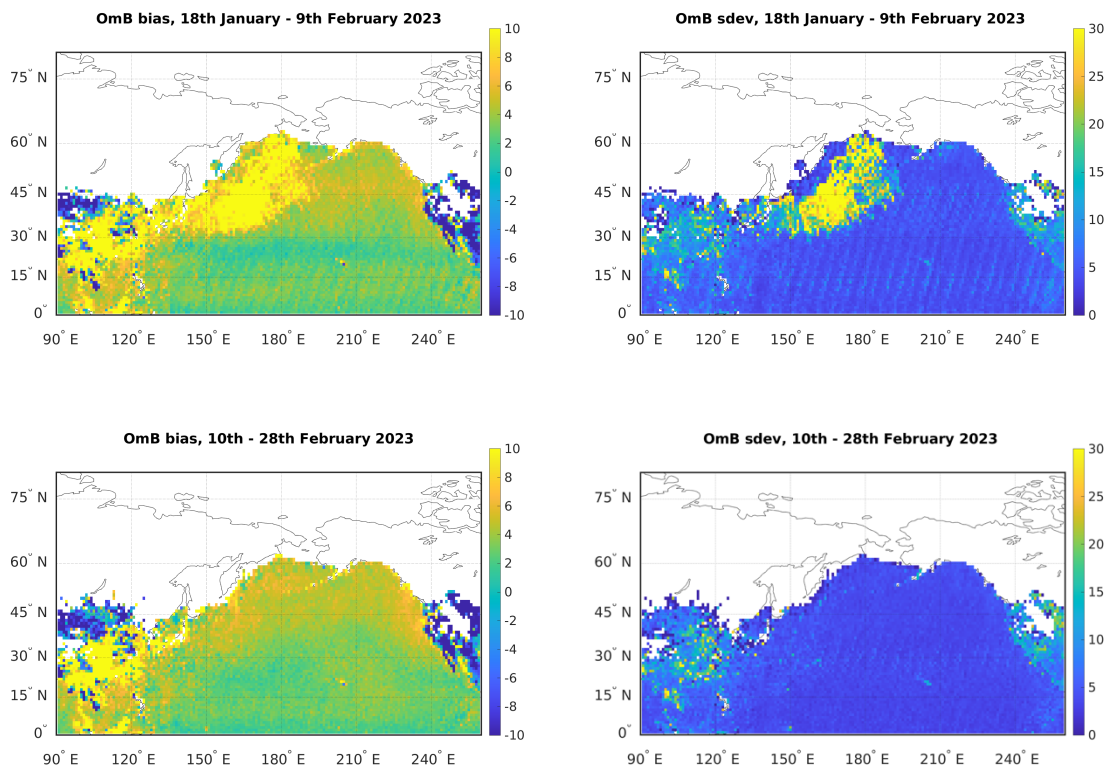 OmB bias, 18th January - 9th February 2023
75° N
60° N
45° N
30° N
15° N
0°
90° E
120° E
150° E
180° E
210° E
240° E
10
8
6
4
2
0
-2
-4
-6
-8
-10
OmB sdev, 18th January - 9th February 2023
75° N
60° N
45° N
30° N
15° N
0°
90° E
120° E
150° E
180° E
210° E
240° E
30
25
20
15
10
5
0
OmB bias, 10th - 28th February 2023
75° N
60° N
45° N
30° N
15° N
0°
90° E
120° E
150° E
180° E
210° E
240° E
10
8
6
4
2
0
-2
-4
-6
-8
-10
OmB sdev, 10th - 28th February 2023
75° N
60° N
45° N
30° N
15° N
0°
90° E
120° E
150° E
180° E
210° E
240° E
30
25
20
15
10
5
0